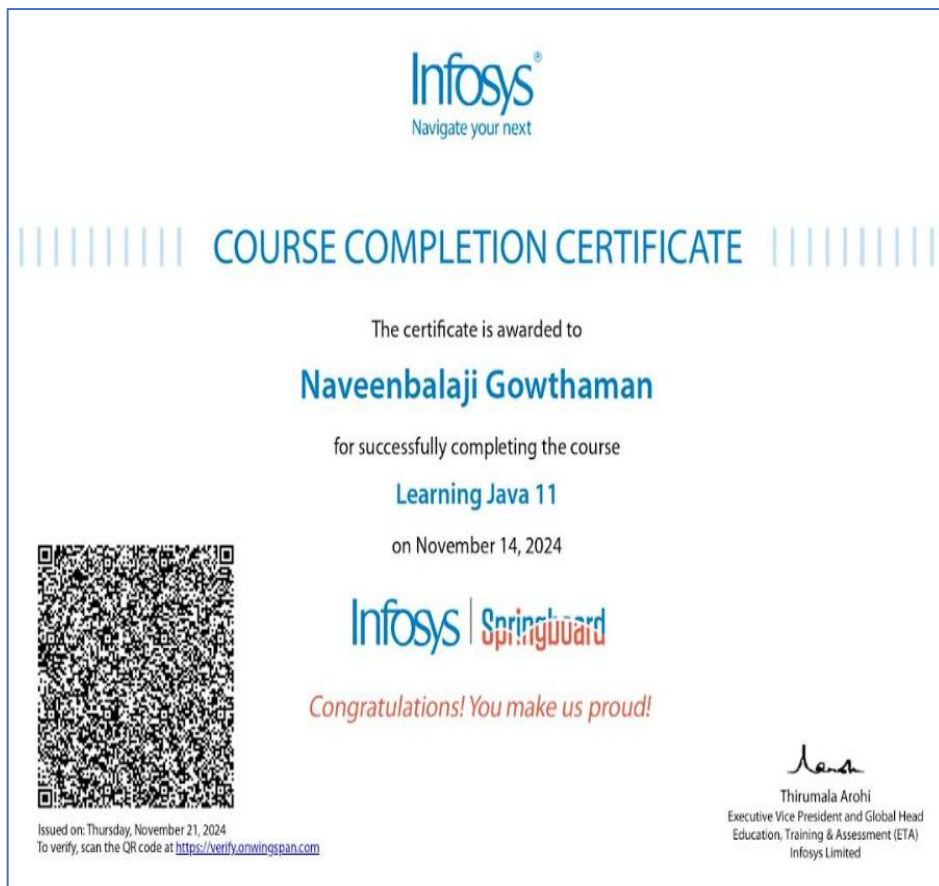 Infosys®
Navigate your next
COURSE COMPLETION CERTIFICATE
The certificate is awarded to
Naveenbalaji Gowthaman
for successfully completing the course
Learning Java 11
on November 14, 2024
Infosys | Springboard
Congratulations! You make us proud!
Thirumala Arohi
Executive Vice President and Global Head
Education, Training & Assessment (ETA)
Infosys Limited
Issued on: Thursday, November 21, 2024
To verify, scan the QR code at https://verify.onwingspan.com